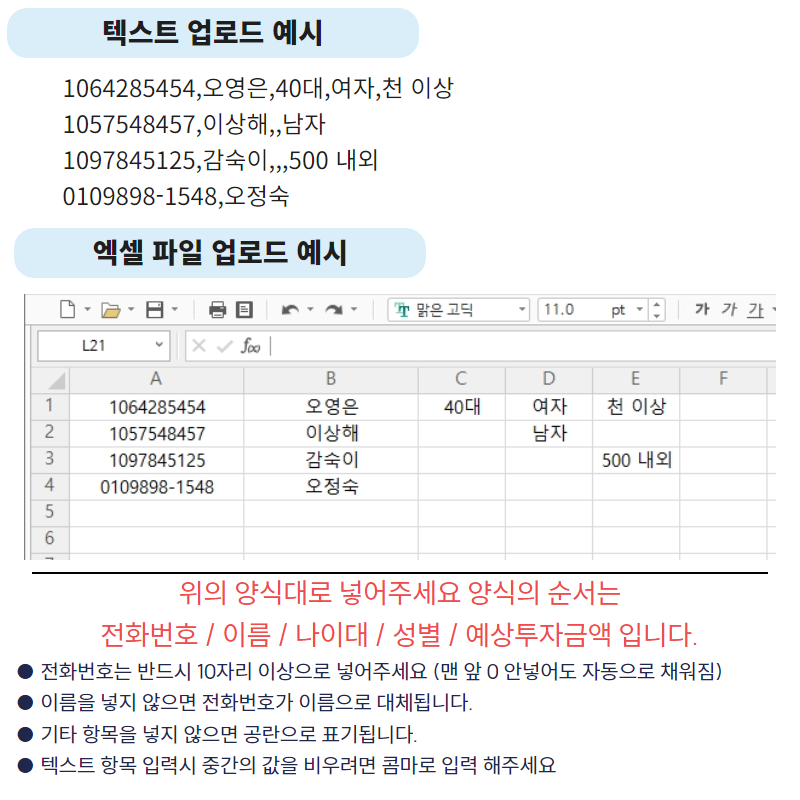 텍스트 업로드 예시
1064285454,오영은,40대,여자,천 이상
1057548457,이상해,,남자
1097845125,감숙이,,,500 내외
0109898-1548,오정숙
엑셀 파일 업로드 예시
맑은 고딕 11.0 pt 가 가 가
L21 fx
A B C D E F
1 1064285454 오영은 40대 여자 천 이상
2 1057548457 이상해 남자
3 1097845125 감숙이 500 내외
4 0109898-1548 오정숙
5
6
위의 양식대로 넣어주세요 양식의 순서는
전화번호 / 이름 / 나이대 / 성별 / 예상투자금액 입니다.
● 전화번호는 반드시 10자리 이상으로 넣어주세요 (맨 앞 0 안넣어도 자동으로 채워짐)
● 이름을 넣지 않으면 전화번호가 이름으로 대체됩니다.
● 기타 항목을 넣지 않으면 공란으로 표기됩니다.
● 텍스트 항목 입력시 중간의 값을 비우려면 콤마로 입력 해주세요